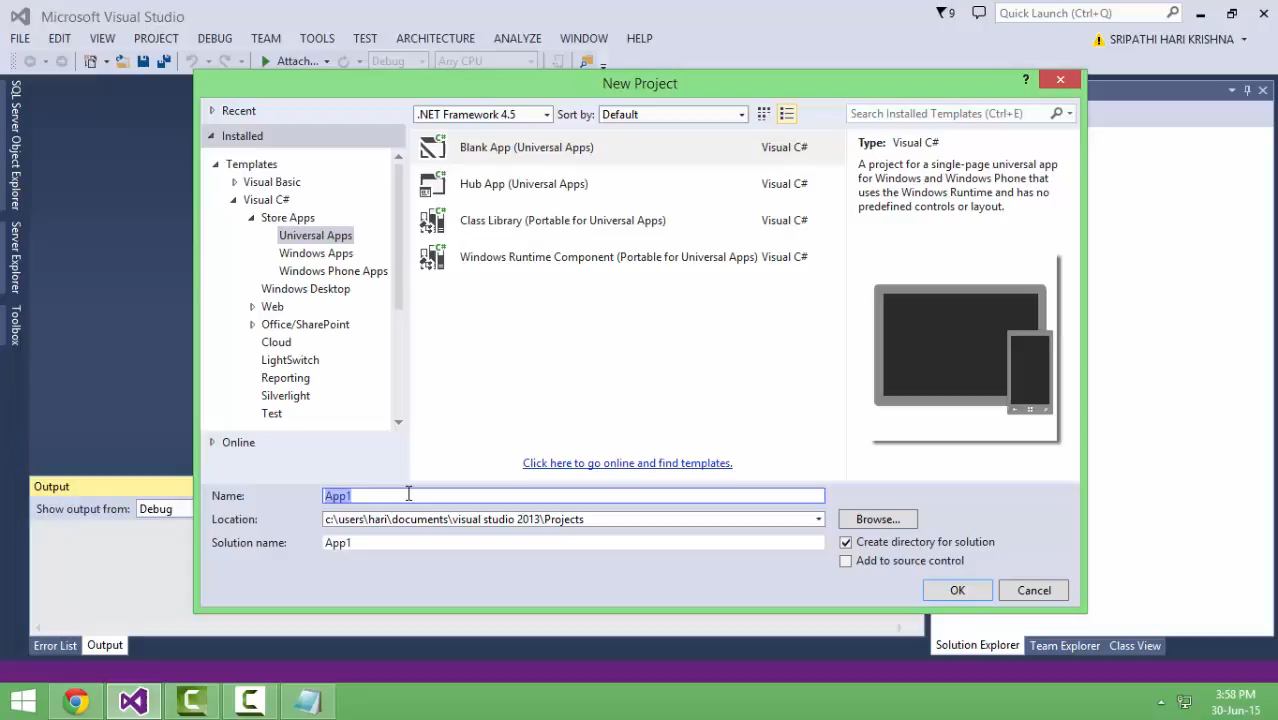 Microsoft Visual Studio
9
Quick Launch (Ctrl+Q)
FILE EDIT VIEW PROJECT DEBUG TEAM TOOLS TEST ARCHITECTURE ANALYZE WINDOW HELP
SRIPATHI HARI KRISHNA
Attach... Debug Any CPU
SQL Server Object Explorer
Server Explorer
Toolbox
New Project
?
Recent
Installed
Templates
Visual Basic
Visual C#
Store Apps
Universal Apps
Windows Apps
Windows Phone Apps
Windows Desktop
Web
Office/SharePoint
Cloud
LightSwitch
Reporting
Silverlight
Test
Online
.NET Framework 4.5 Sort by: Default
Search Installed Templates (Ctrl+E)
Blank App (Universal Apps) Visual C#
Hub App (Universal Apps) Visual C#
Class Library (Portable for Universal Apps) Visual C#
Windows Runtime Component (Portable for Universal Apps) Visual C#
Click here to go online and find templates.
Type: Visual C#
A project for a single-page universal app
for Windows and Windows Phone that
uses the Windows Runtime and has no
predefined controls or layout.
Name: App1
Location: c:\users\hari\documents\visual studio 2013\Projects
Browse...
Solution name: App1
Create directory for solution
Add to source control
OK Cancel
Output
Show output from: Debug
Error List Output
Solution Explorer Team Explorer Class View
3:58 PM
30-Jun-15